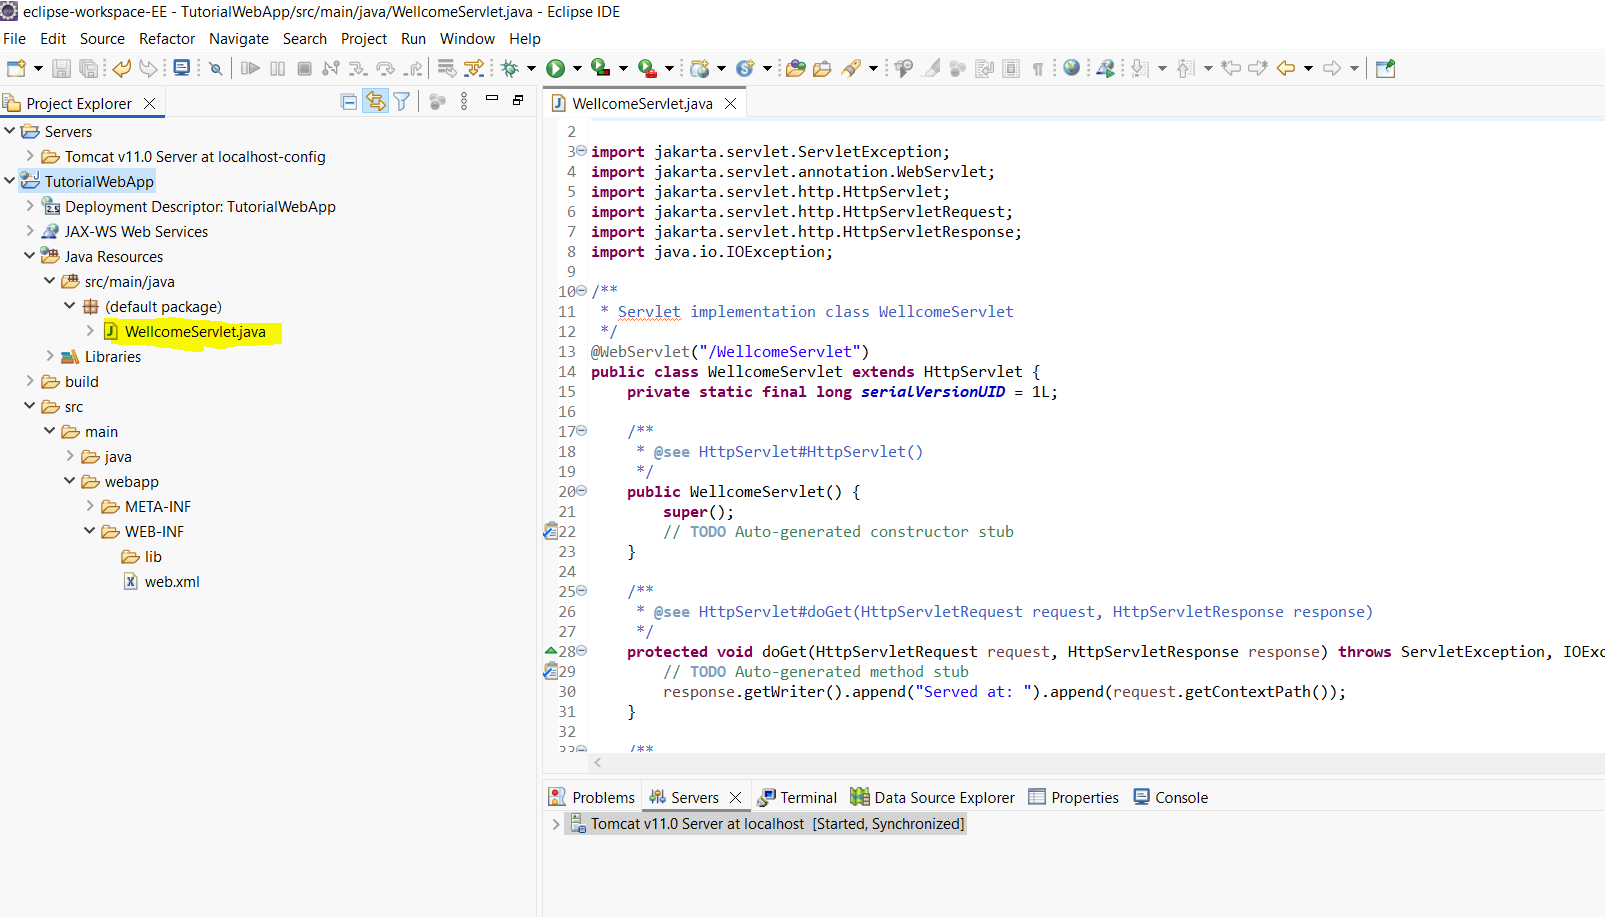 eclipse-workspace-EE - TutorialWebApp/src/main/java/WellcomeServlet.java - Eclipse IDE
File Edit Source Refactor Navigate Search Project Run Window Help
Project Explorer
Servers
Tomcat v11.0 Server at localhost-config
TutorialWebApp
Deployment Descriptor: TutorialWebApp
JAX-WS Web Services
Java Resources
src/main/java
(default package)
WellcomeServlet.java
Libraries
build
src
main
java
webapp
META-INF
WEB-INF
lib
web.xml
WellcomeServlet.java
2
3 import jakarta.servlet.ServletException;
4 import jakarta.servlet.annotation.WebServlet;
5 import jakarta.servlet.http.HttpServlet;
6 import jakarta.servlet.http.HttpServletRequest;
7 import jakarta.servlet.http.HttpServletResponse;
8 import java.io.IOException;
9
10 /**
11  * Servlet implementation class WellcomeServlet
12  */
13 @WebServlet("/WellcomeServlet")
14 public class WellcomeServlet extends HttpServlet {
15     private static final long serialVersionUID = 1L;
16
17     /**
18      * @see HttpServlet#HttpServlet()
19      */
20     public WellcomeServlet() {
21         super();
22         // TODO Auto-generated constructor stub
23     }
24
25     /**
26      * @see HttpServlet#doGet(HttpServletRequest request, HttpServletResponse response)
27      */
28     protected void doGet(HttpServletRequest request, HttpServletResponse response) throws ServletException, IOExc
29         // TODO Auto-generated method stub
30         response.getWriter().append("Served at: ").append(request.getContextPath());
31     }
32
33     /**
Problems Servers Terminal Data Source Explorer Properties Console
Tomcat v11.0 Server at localhost [Started, Synchronized]